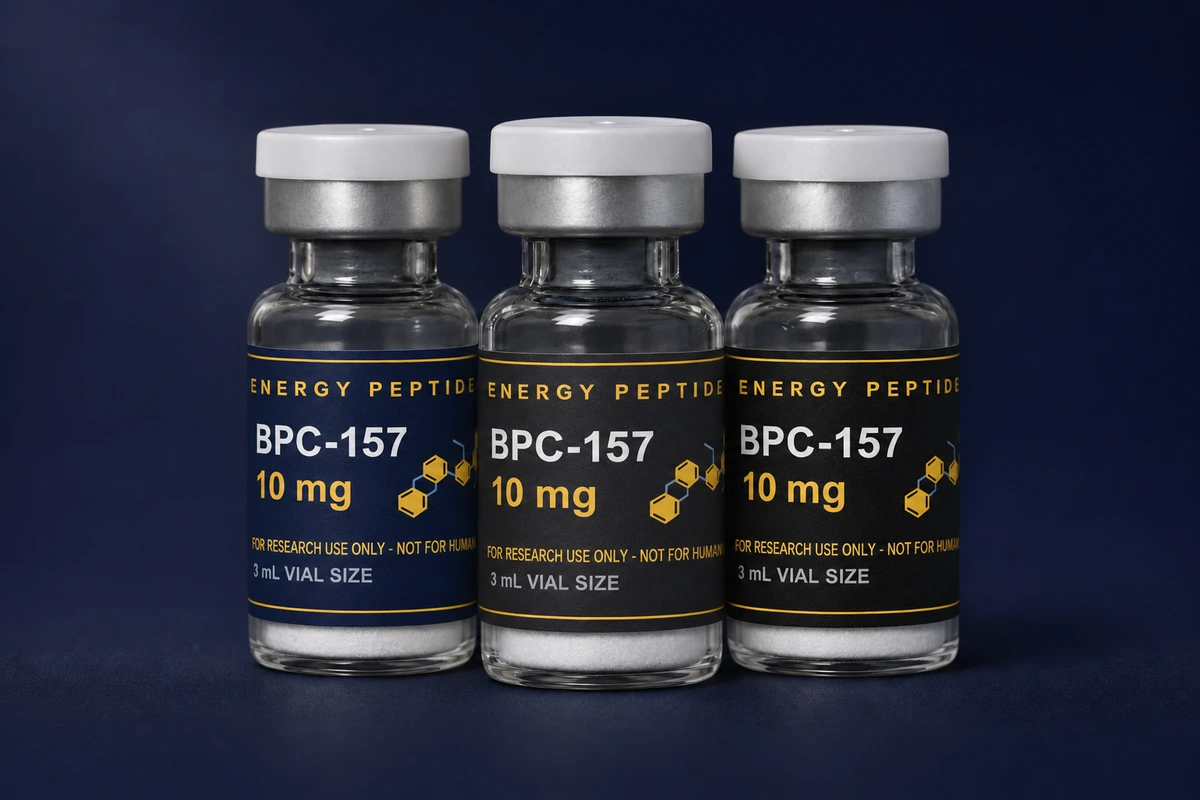 ENERGY PEPTIDE
BPC-157
10 mg
FOR RESEARCH USE ONLY - NOT FOR HUMAN
3 mL VIAL SIZE
ENERGY PEPTIDE
BPC-157
10 mg
FOR RESEARCH USE ONLY - NOT FOR HUMAN
3 mL VIAL SIZE
ENERGY PEPTIDE
BPC-157
10 mg
FOR RESEARCH USE ONLY - NOT FOR HUMAN
3 mL VIAL SIZE